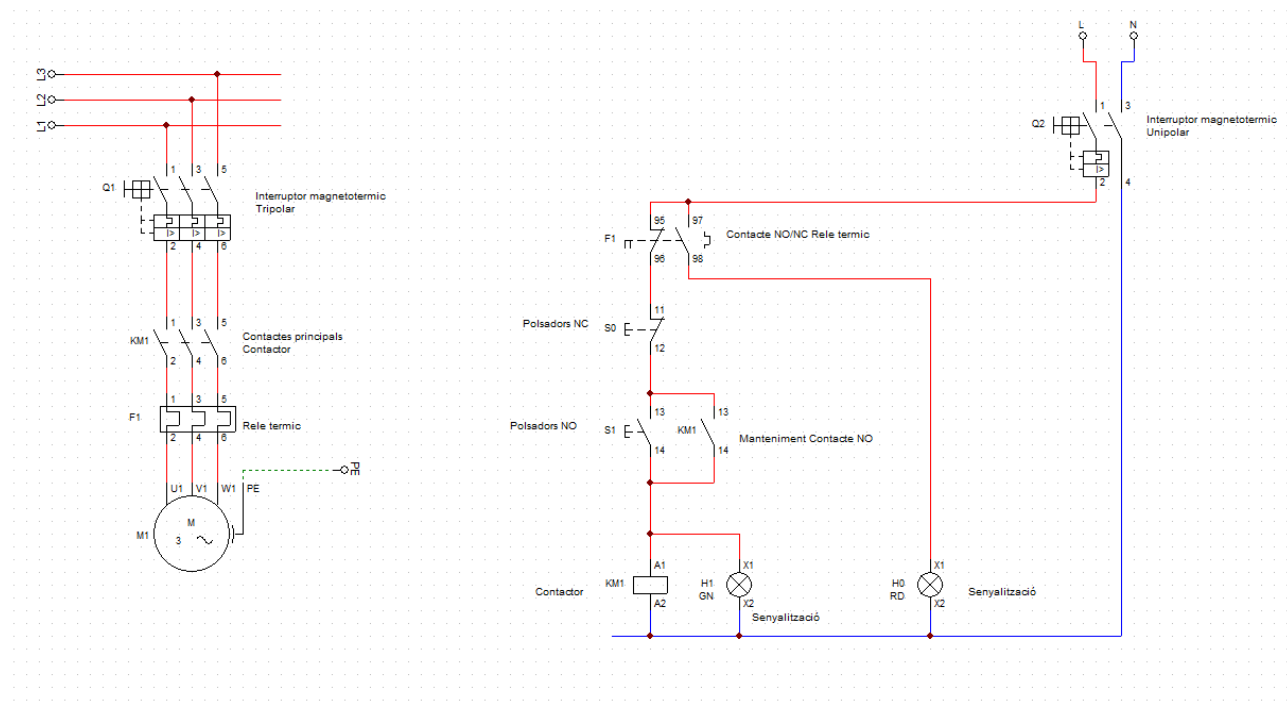 L3
L2
L1
Q1
1 3 5
I> I> I>
2 4 6
Interruptor magnetotermic
Tripolar
KM1
1 3 5
2 4 6
Contactes principals
Contactor
F1
1 3 5
2 4 6
Rele termic
PE
U1 V1 W1 PE
M1
M
3
L N
Q2
1 3
I>
2 4
Interruptor magnetotermic
Unipolar
95 97
F1
96 98
Contacte NO/NC Rele termic
Polsadors NC
S0
11
12
Polsadors NO
S1
13
14
KM1
13
14
Manteniment Contacte NO
Contactor
KM1
A1
A2
H1
GN
X1
X2
Senyalització
H0
RD
X1
X2
Senyalització